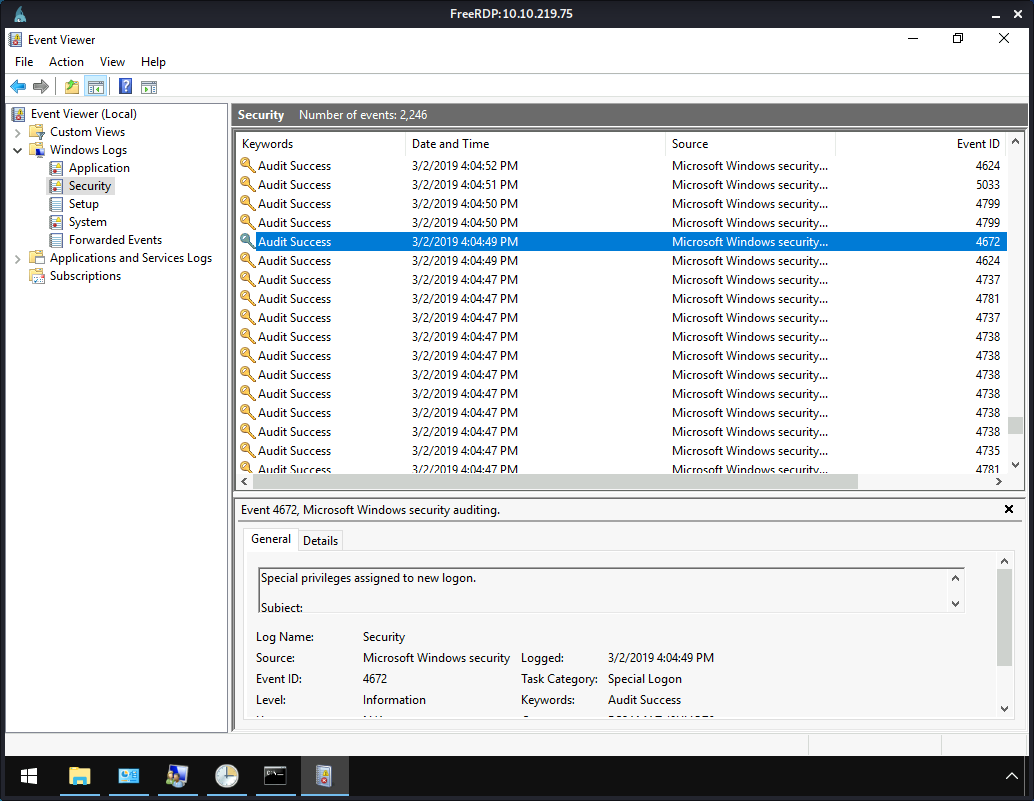 FreeRDP: 10.10.219.75
Event Viewer
File Action View Help
Event Viewer (Local)
Custom Views
Windows Logs
Application
Security
Setup
System
Forwarded Events
Applications and Services Logs
Subscriptions
Security Number of events: 2,246
Keywords Date and Time Source Event ID
Audit Success 3/2/2019 4:04:52 PM Microsoft Windows security... 4624
Audit Success 3/2/2019 4:04:51 PM Microsoft Windows security... 5033
Audit Success 3/2/2019 4:04:50 PM Microsoft Windows security... 4799
Audit Success 3/2/2019 4:04:50 PM Microsoft Windows security... 4799
Audit Success 3/2/2019 4:04:49 PM Microsoft Windows security... 4672
Audit Success 3/2/2019 4:04:49 PM Microsoft Windows security... 4624
Audit Success 3/2/2019 4:04:47 PM Microsoft Windows security... 4737
Audit Success 3/2/2019 4:04:47 PM Microsoft Windows security... 4781
Audit Success 3/2/2019 4:04:47 PM Microsoft Windows security... 4737
Audit Success 3/2/2019 4:04:47 PM Microsoft Windows security... 4738
Audit Success 3/2/2019 4:04:47 PM Microsoft Windows security... 4738
Audit Success 3/2/2019 4:04:47 PM Microsoft Windows security... 4738
Audit Success 3/2/2019 4:04:47 PM Microsoft Windows security... 4738
Audit Success 3/2/2019 4:04:47 PM Microsoft Windows security... 4738
Audit Success 3/2/2019 4:04:47 PM Microsoft Windows security... 4738
Audit Success 3/2/2019 4:04:47 PM Microsoft Windows security... 4735
Audit Success 3/2/2019 4:04:47 PM Microsoft Windows security... 4781
Event 4672, Microsoft Windows security auditing.
General Details
Special privileges assigned to new logon.
Subject:
Log Name: Security
Source: Microsoft Windows security Logged: 3/2/2019 4:04:49 PM
Event ID: 4672 Task Category: Special Logon
Level: Information Keywords: Audit Success